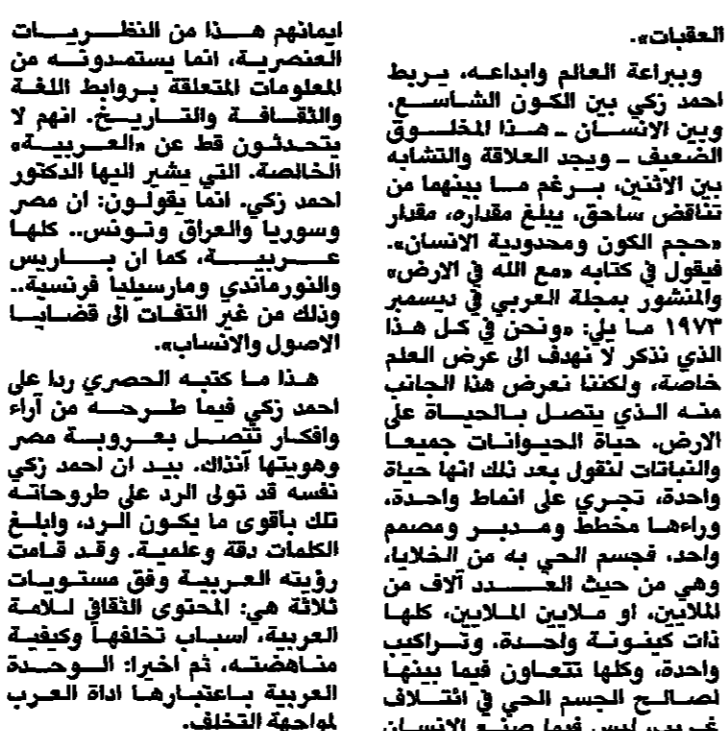 العقبات».
وببراعة العالم وابداعه، يربط
احمد زكي بين الكون الشاسع،
وبين الانسان ـ هذا المخلوق
الضعيف ـ ويجد العلاقة والتشابه
بين الاثنين، برغم ما بينهما من
تناقض ساحق، يبلغ مقداره، مقدار
«حجم الكون ومحدودية الانسان».
فيقول في كتابه «مع الله في الارض»
والمنشور بمجلة العربي في ديسمبر
١٩٧٣ ما يلي: «ونحن في كل هذا
الذي نذكر لا نهدف الى عرض العلم
خاصة، ولكننا نعرض هذا الجانب
منه الذي يتصل بالحياة على
الارض، حياة الحيوانات جميعا
والنباتات لنقول بعد ذلك انها حياة
واحدة، تجري على انماط واحدة،
وراءها مخطط ومدبر ومصمم
واحد، فجسم الحي به من الخلايا،
وهي من حيث العدد آلاف من
الملايين، او ملايين الملايين، كلها
ذات كينونة واحدة، وتراكيب
واحدة، وكلها تتعاون فيما بينها
لصالح الجسم الحي في ائتلاف
غريب، ليس فيما صنع الانسان
ايمانهم هذا من النظريات
العنصرية، انما يستمدونه من
المعلومات المتعلقة بروابط اللغة
والثقافة والتاريخ. انهم لا
يتحدثون قط عن «العربية»
الخالصة. التي يشير اليها الدكتور
احمد زكي. انما يقولون: ان مصر
وسوريا والعراق وتونس.. كلها
عربية، كما ان باريس
والنورماندي ومارسيليا فرنسية..
وذلك من غير التفات الى قضايا
الاصول والانساب».
هذا ما كتبه الحصري ردا على
احمد زكي فيما طرحه من آراء
وافكار تتصل بعروبة مصر
وهويتها آنذاك. بيد ان احمد زكي
نفسه قد تولى الرد على طروحاته
تلك بأقوى ما يكون الرد، وابلغ
الكلمات دقة وعلمية. وقد قامت
رؤيته العربية وفق مستويات
ثلاثة هي: المحتوى الثقافي للامة
العربية، اسباب تخلفها وكيفية
مناهضته، ثم اخيرا: الوحدة
العربية باعتبارها اداة العرب
لمواجهة التخلف.